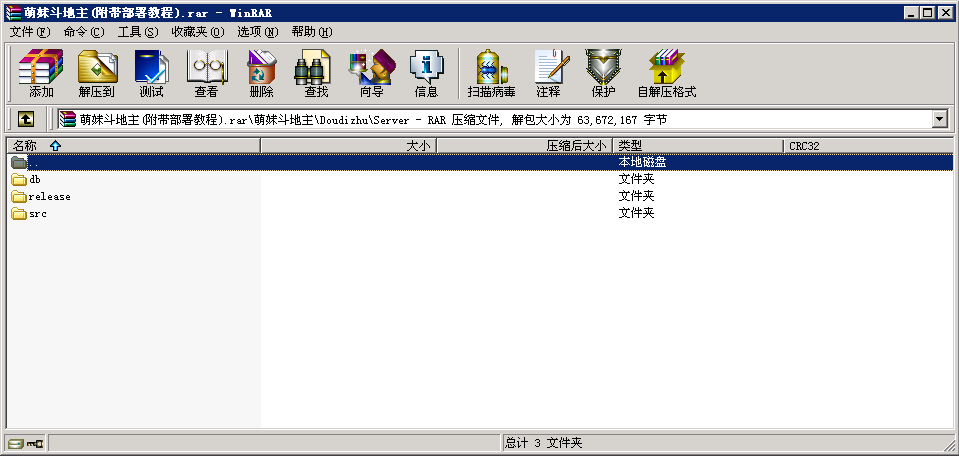 萌妹斗地主(附带部署教程).rar - WinRAR
文件(F) 命令(C) 工具(S) 收藏夹(O) 选项(N) 帮助(H)
添加 解压到 测试 查看 删除 查找 向导 信息 扫描病毒 注释 保护 自解压格式
萌妹斗地主(附带部署教程).rar\萌妹斗地主\Doudizhu\Server - RAR 压缩文件, 解包大小为 63,672,167 字节
名称 大小 压缩后大小 类型 CRC32
.. 本地磁盘
db 文件夹
release 文件夹
src 文件夹
总计 3 文件夹